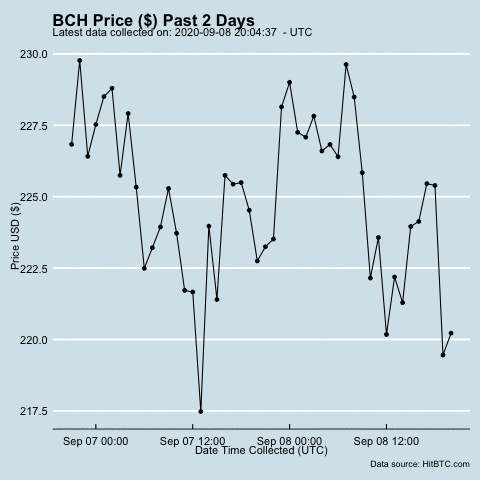 BCH Price ($) Past 2 Days
Latest data collected on: 2020-09-08 20:04:37 - UTC
230.0
227.5
225.0
222.5
220.0
217.5
Price USD ($)
Sep 07 00:00 Sep 07 12:00 Sep 08 00:00 Sep 08 12:00
Date Time Collected (UTC)
Data source: HitBTC.com